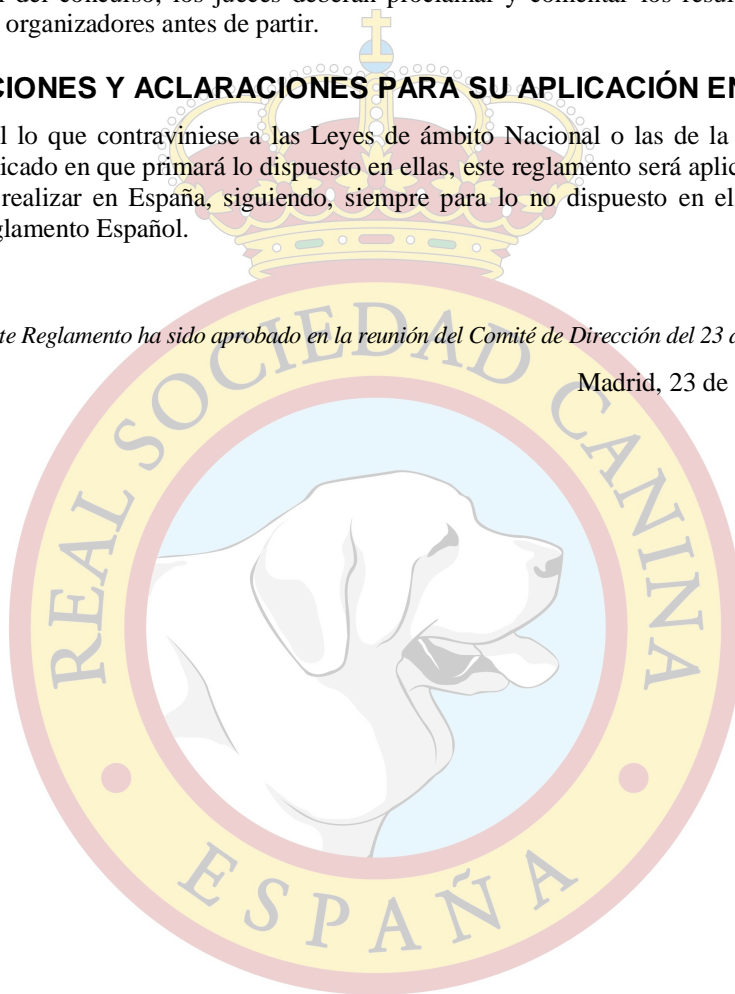 del concurso, los jueces deberán proclamar y comentar los
organizadores antes de partir.
CIONES Y ACLARACIONES PARA SU APLICACIÓN EN
l lo que contraviniese a las Leyes de ámbito Nacional o las de la
icado en que primará lo dispuesto en ellas, este reglamento será aplic
realizar en España, siguiendo, siempre para lo no dispuesto en el
glamento Español.
te Reglamento ha sido aprobado en la reunión del Comité de Dirección del 23 d
Madrid, 23 de
REAL SOCIEDAD CANINA
ESPAÑA